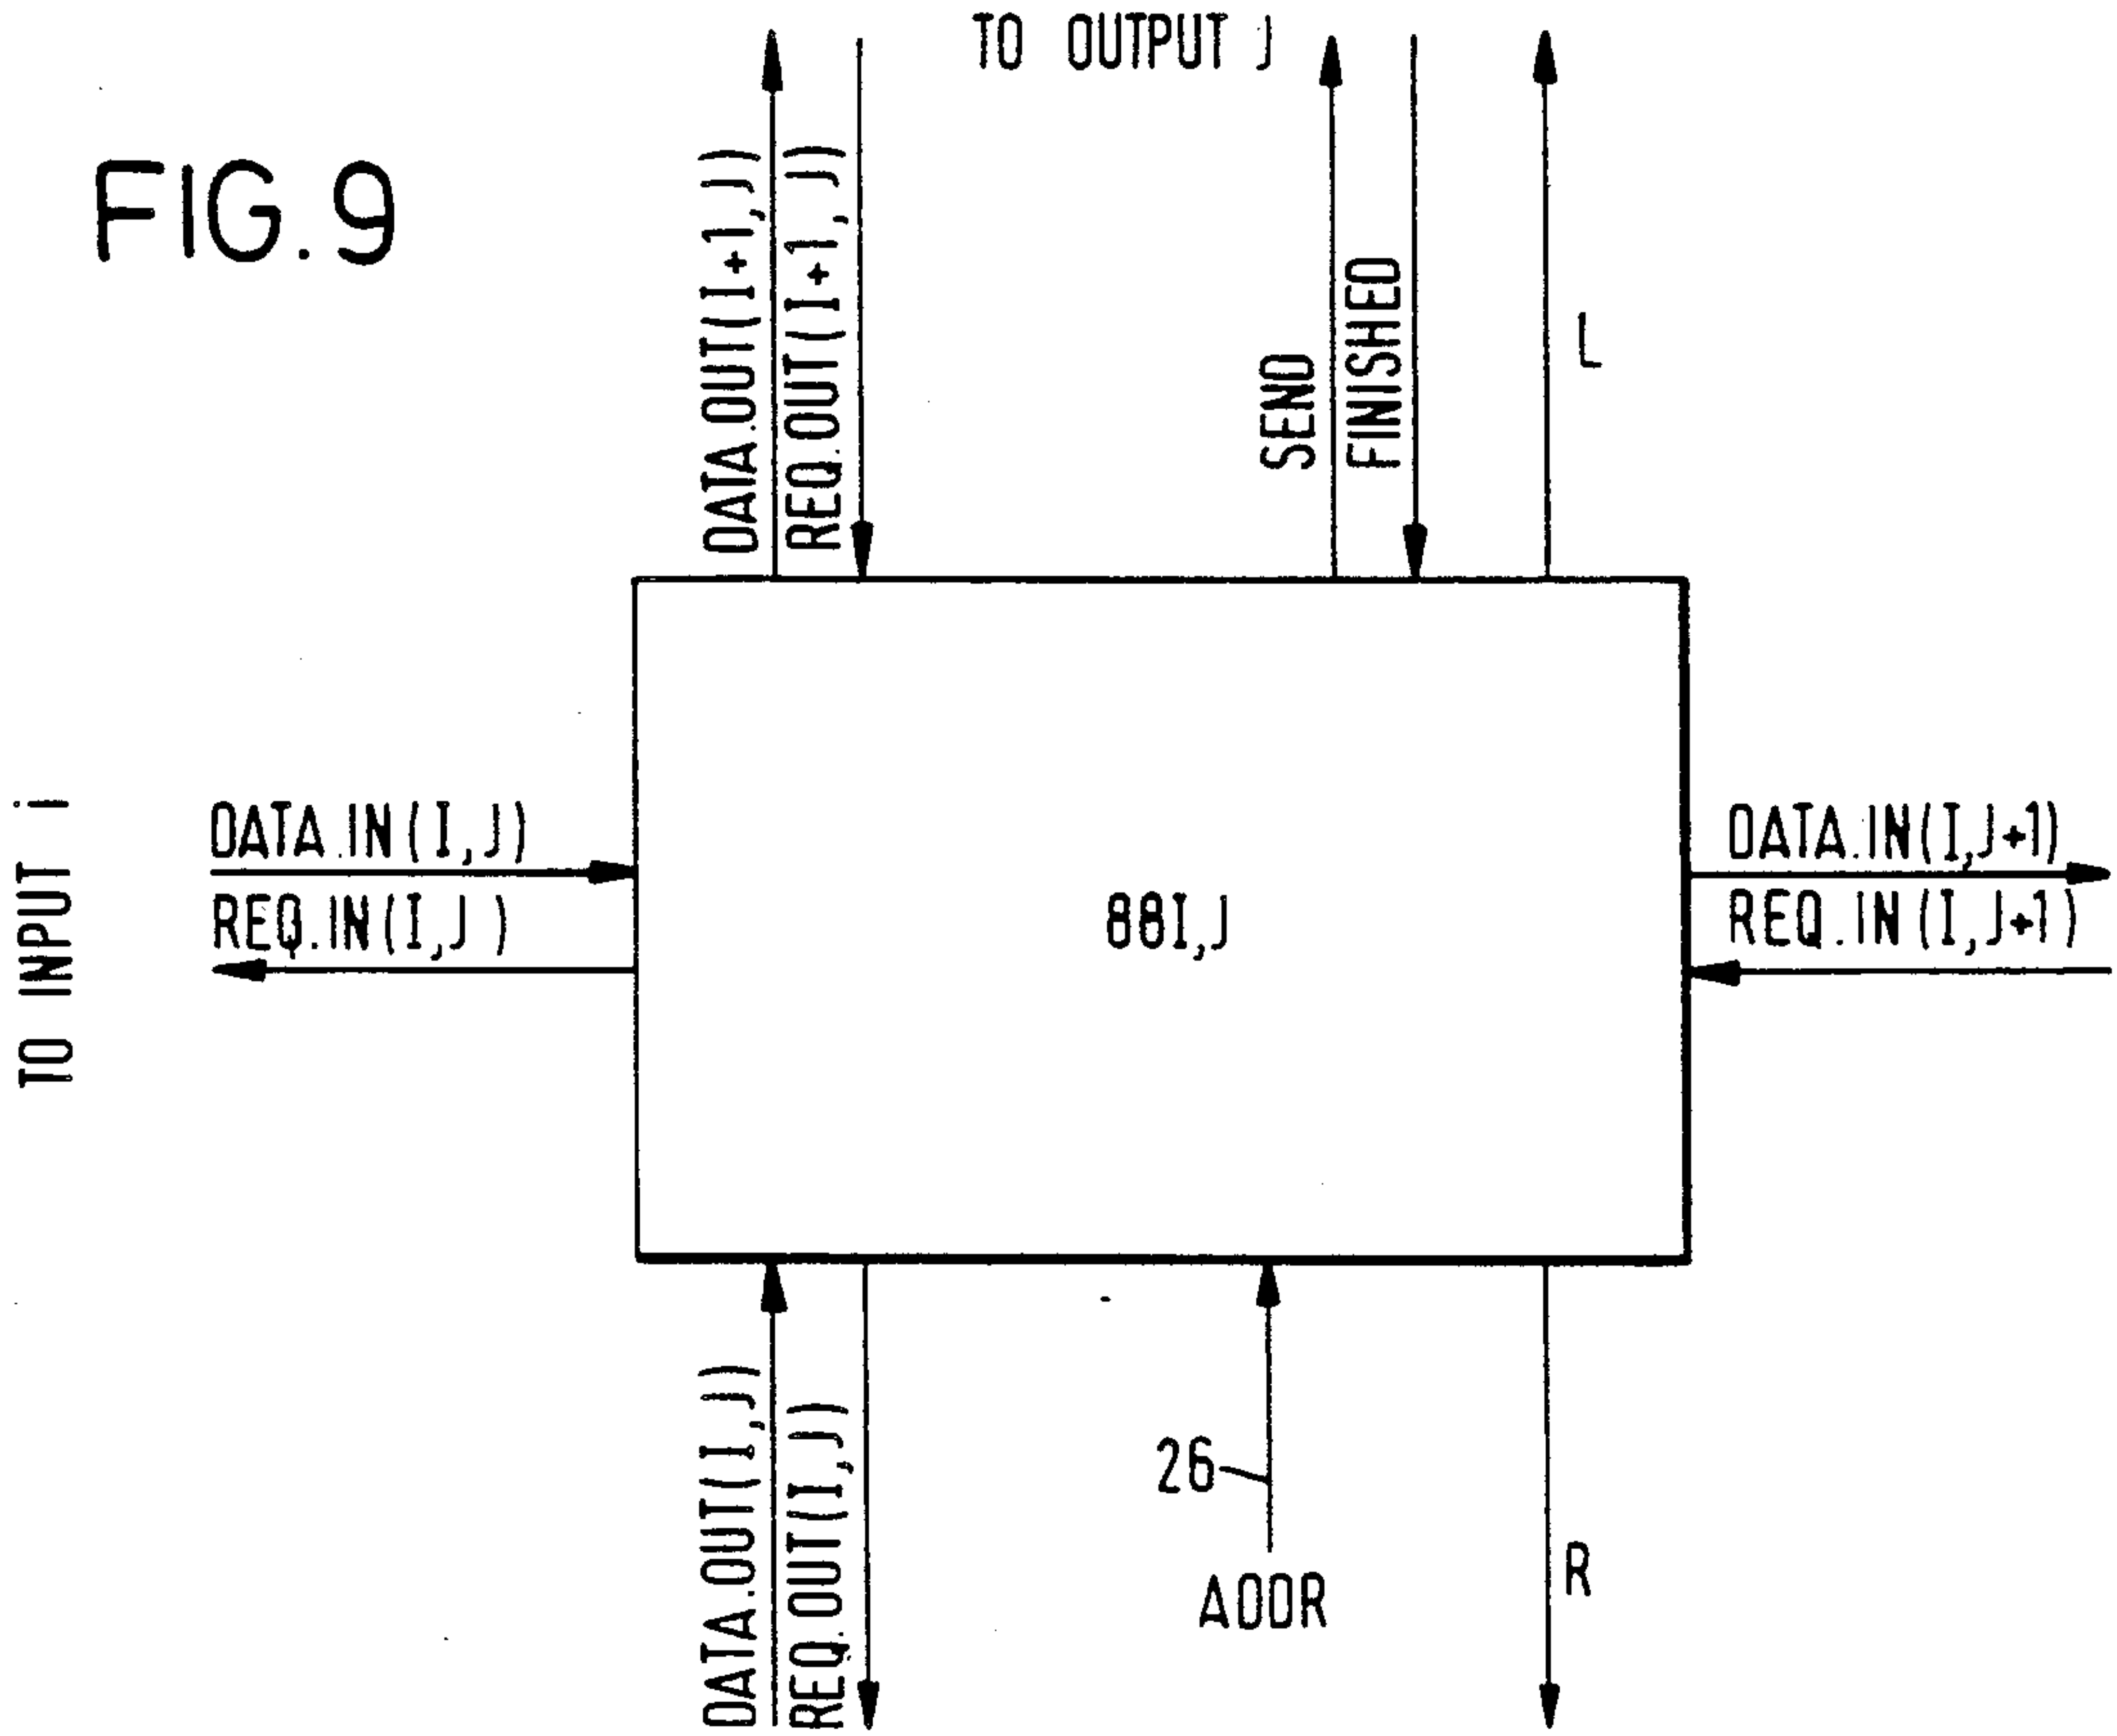 TO OUTPUT j
FIG. 9
DATA.OUT(I+1,J)
REQ.OUT(I+1,J)
SEND
FINISHED
L
TO INPUT i
DATA.IN(I,J)
REQ.IN(I,J)
88I,J
DATA.IN(I,J+1)
REQ.IN(I,J+1)
DATA.OUT(I,J)
REQ.OUT(I,J)
26
ADDR
R